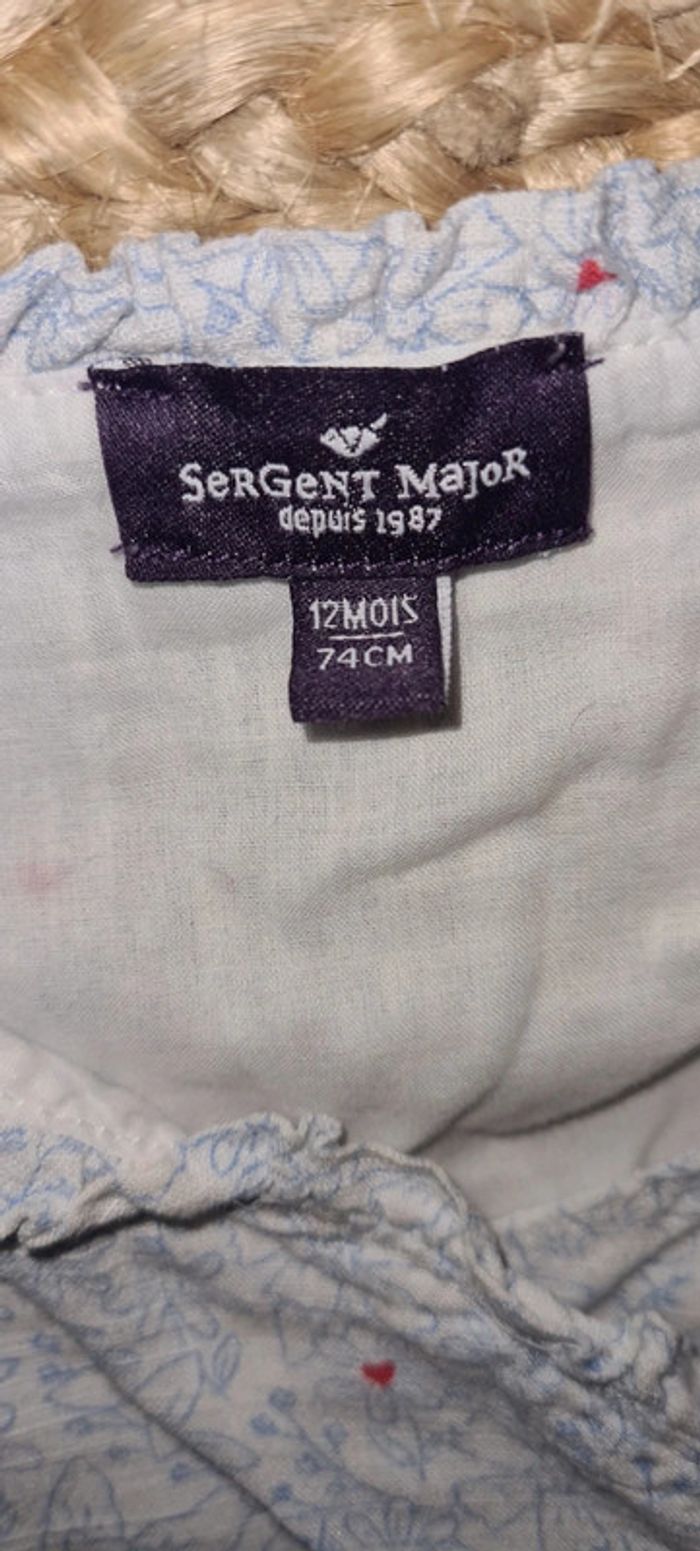 SeRGeNT MaJoR
depuis 1987
12MOIS
74CM